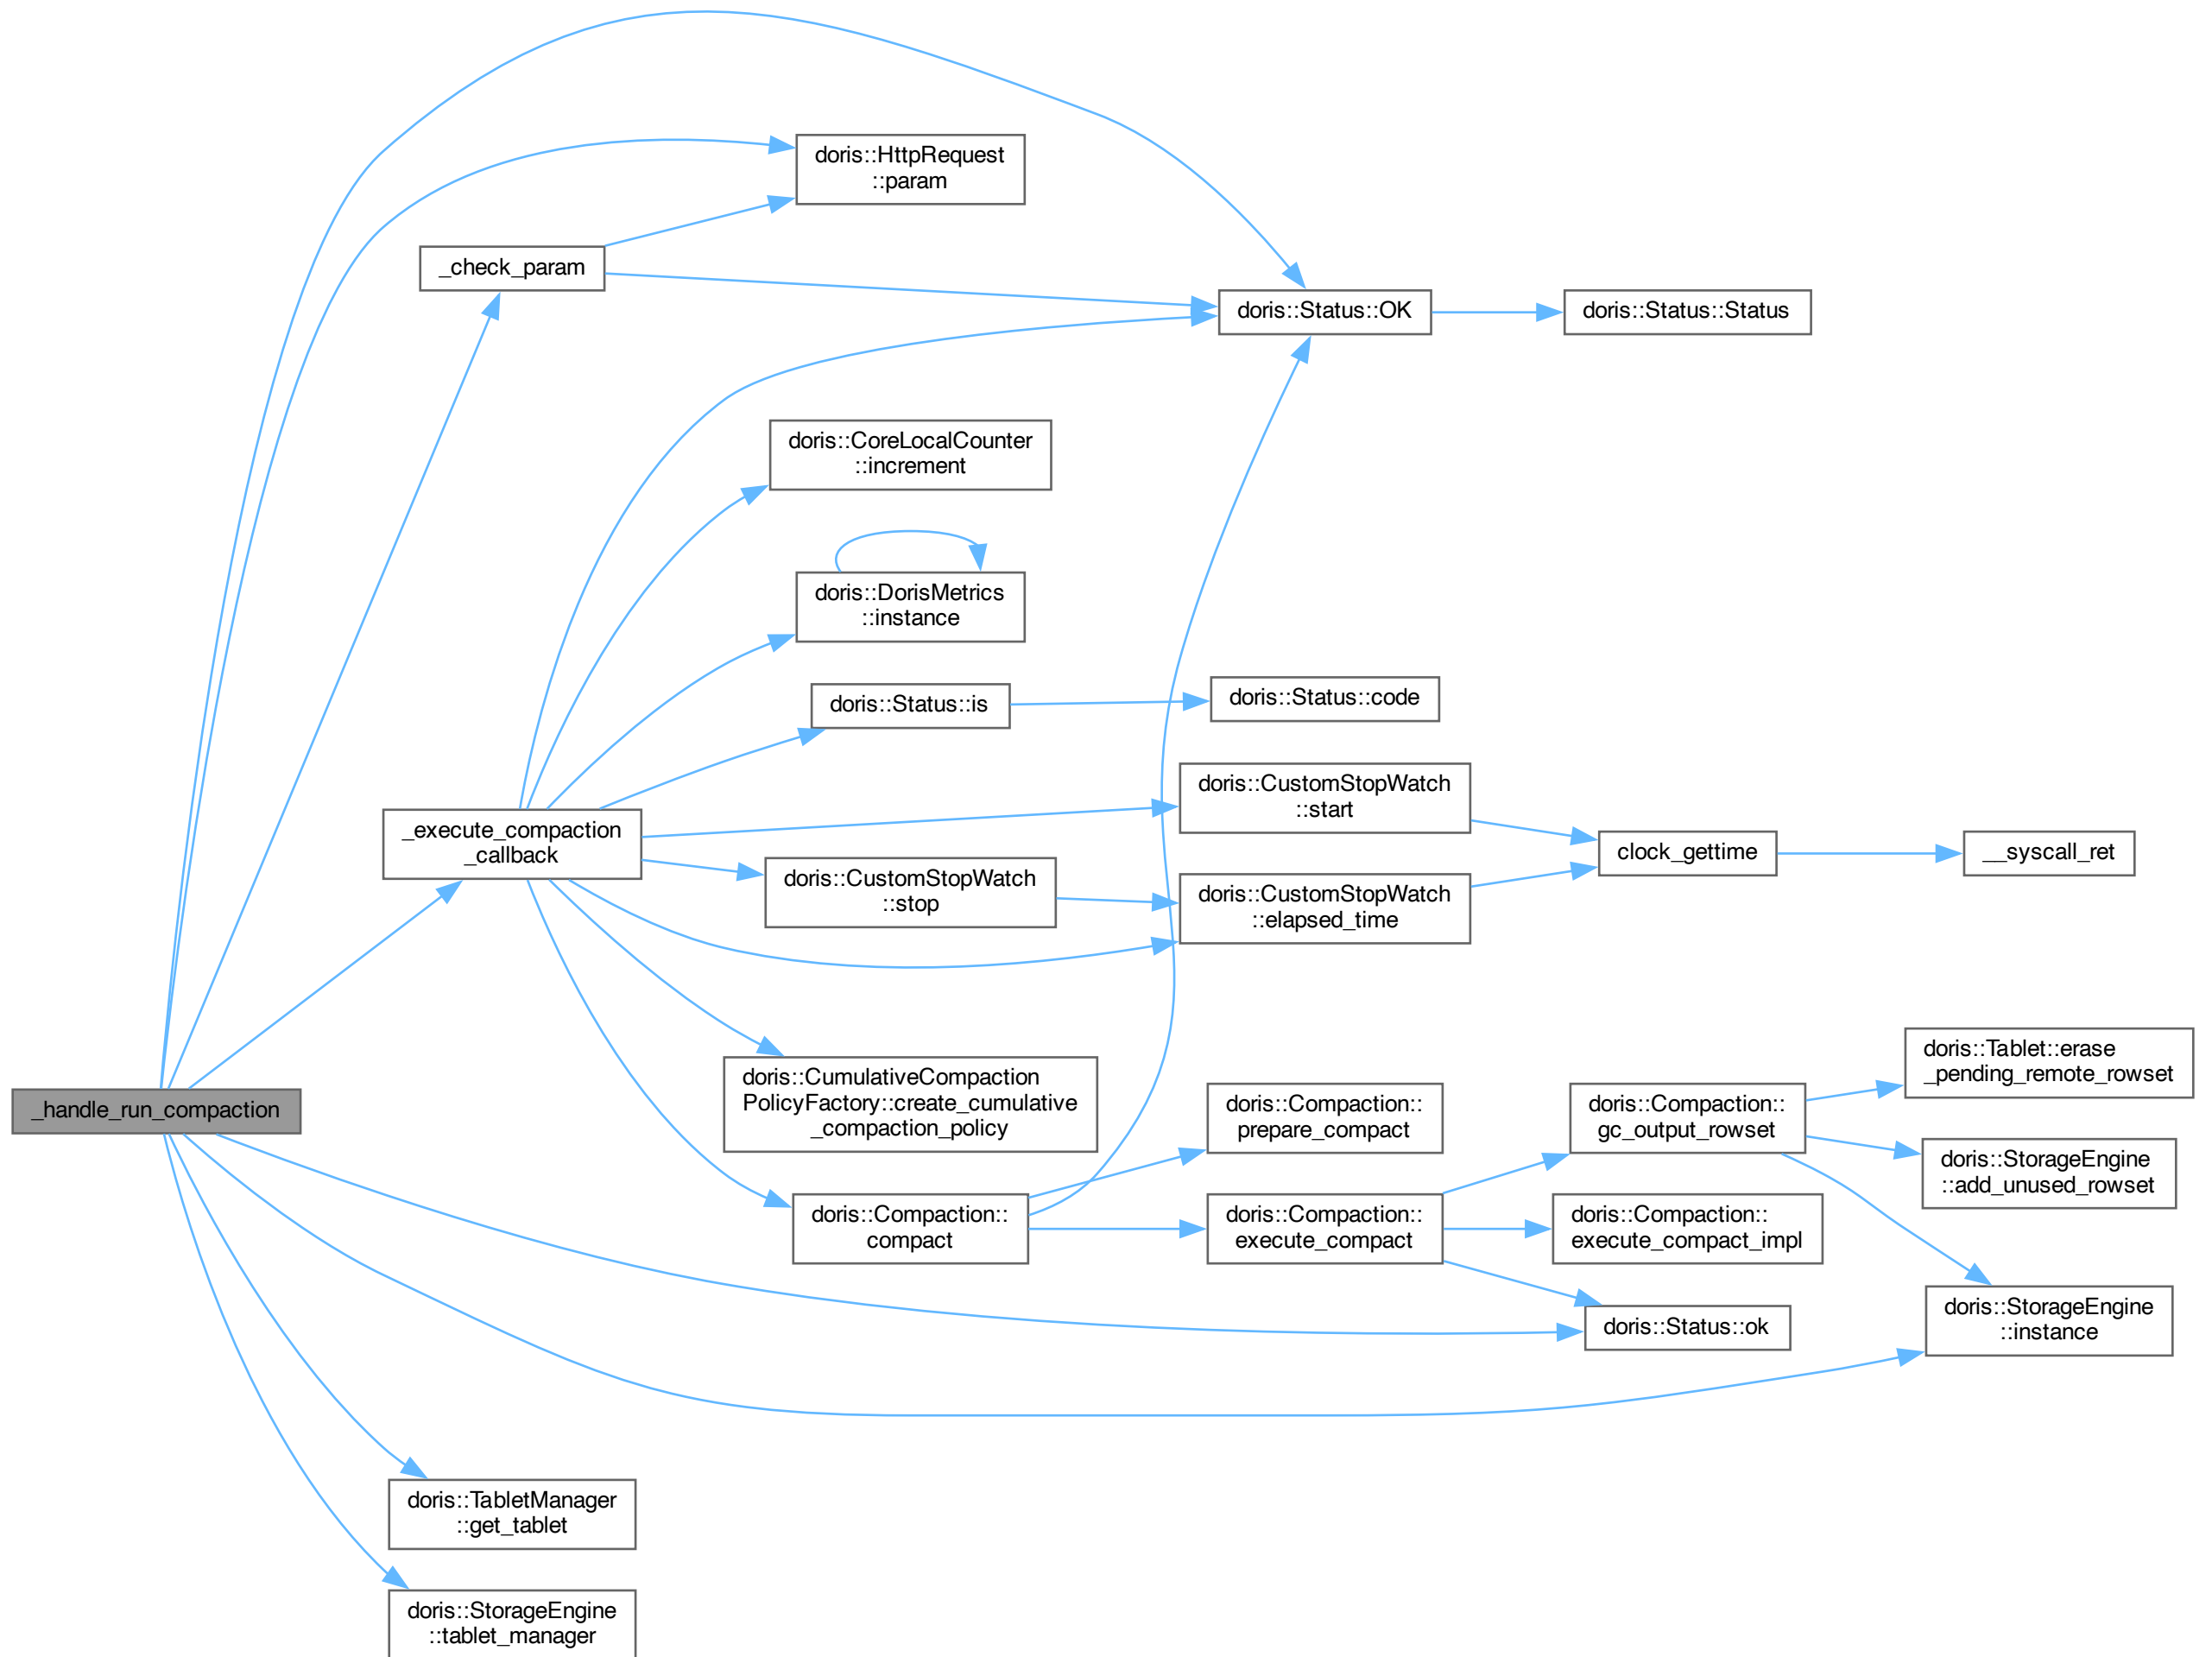 doris::HttpRequest
::param
_check_param
doris::Status::OK
doris::Status::Status
doris::CoreLocalCounter
::increment
doris::DorisMetrics
::instance
doris::Status::is
doris::Status::code
doris::CustomStopWatch
::start
_execute_compaction
_callback
clock_gettime
__syscall_ret
doris::CustomStopWatch
::stop
doris::CustomStopWatch
::elapsed_time
_handle_run_compaction
doris::CumulativeCompaction
PolicyFactory::create_cumulative
_compaction_policy
doris::Compaction::
prepare_compact
doris::Compaction::
gc_output_rowset
doris::Tablet::erase
_pending_remote_rowset
doris::StorageEngine
::add_unused_rowset
doris::Compaction::
compact
doris::Compaction::
execute_compact
doris::Compaction::
execute_compact_impl
doris::Status::ok
doris::StorageEngine
::instance
doris::TabletManager
::get_tablet
doris::StorageEngine
::tablet_manager